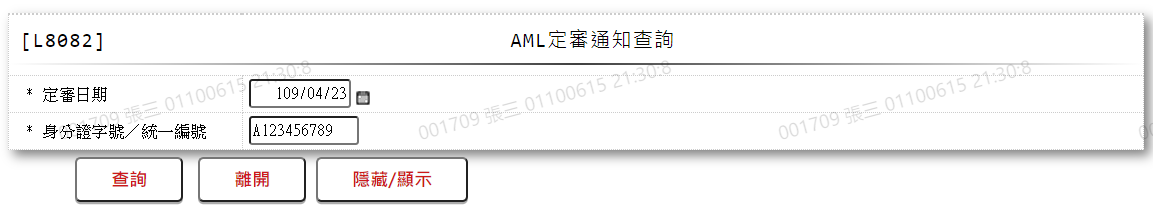 [L8082] AML定審通知查詢
* 定審日期 109/04/23
* 身分證字號／統一編號 A123456789
001709 張三 01100615 21:30:8
001709 張三 01100615 21:30:8
001709 張三 01100615 21:30:8
查詢 離開 隱藏/顯示